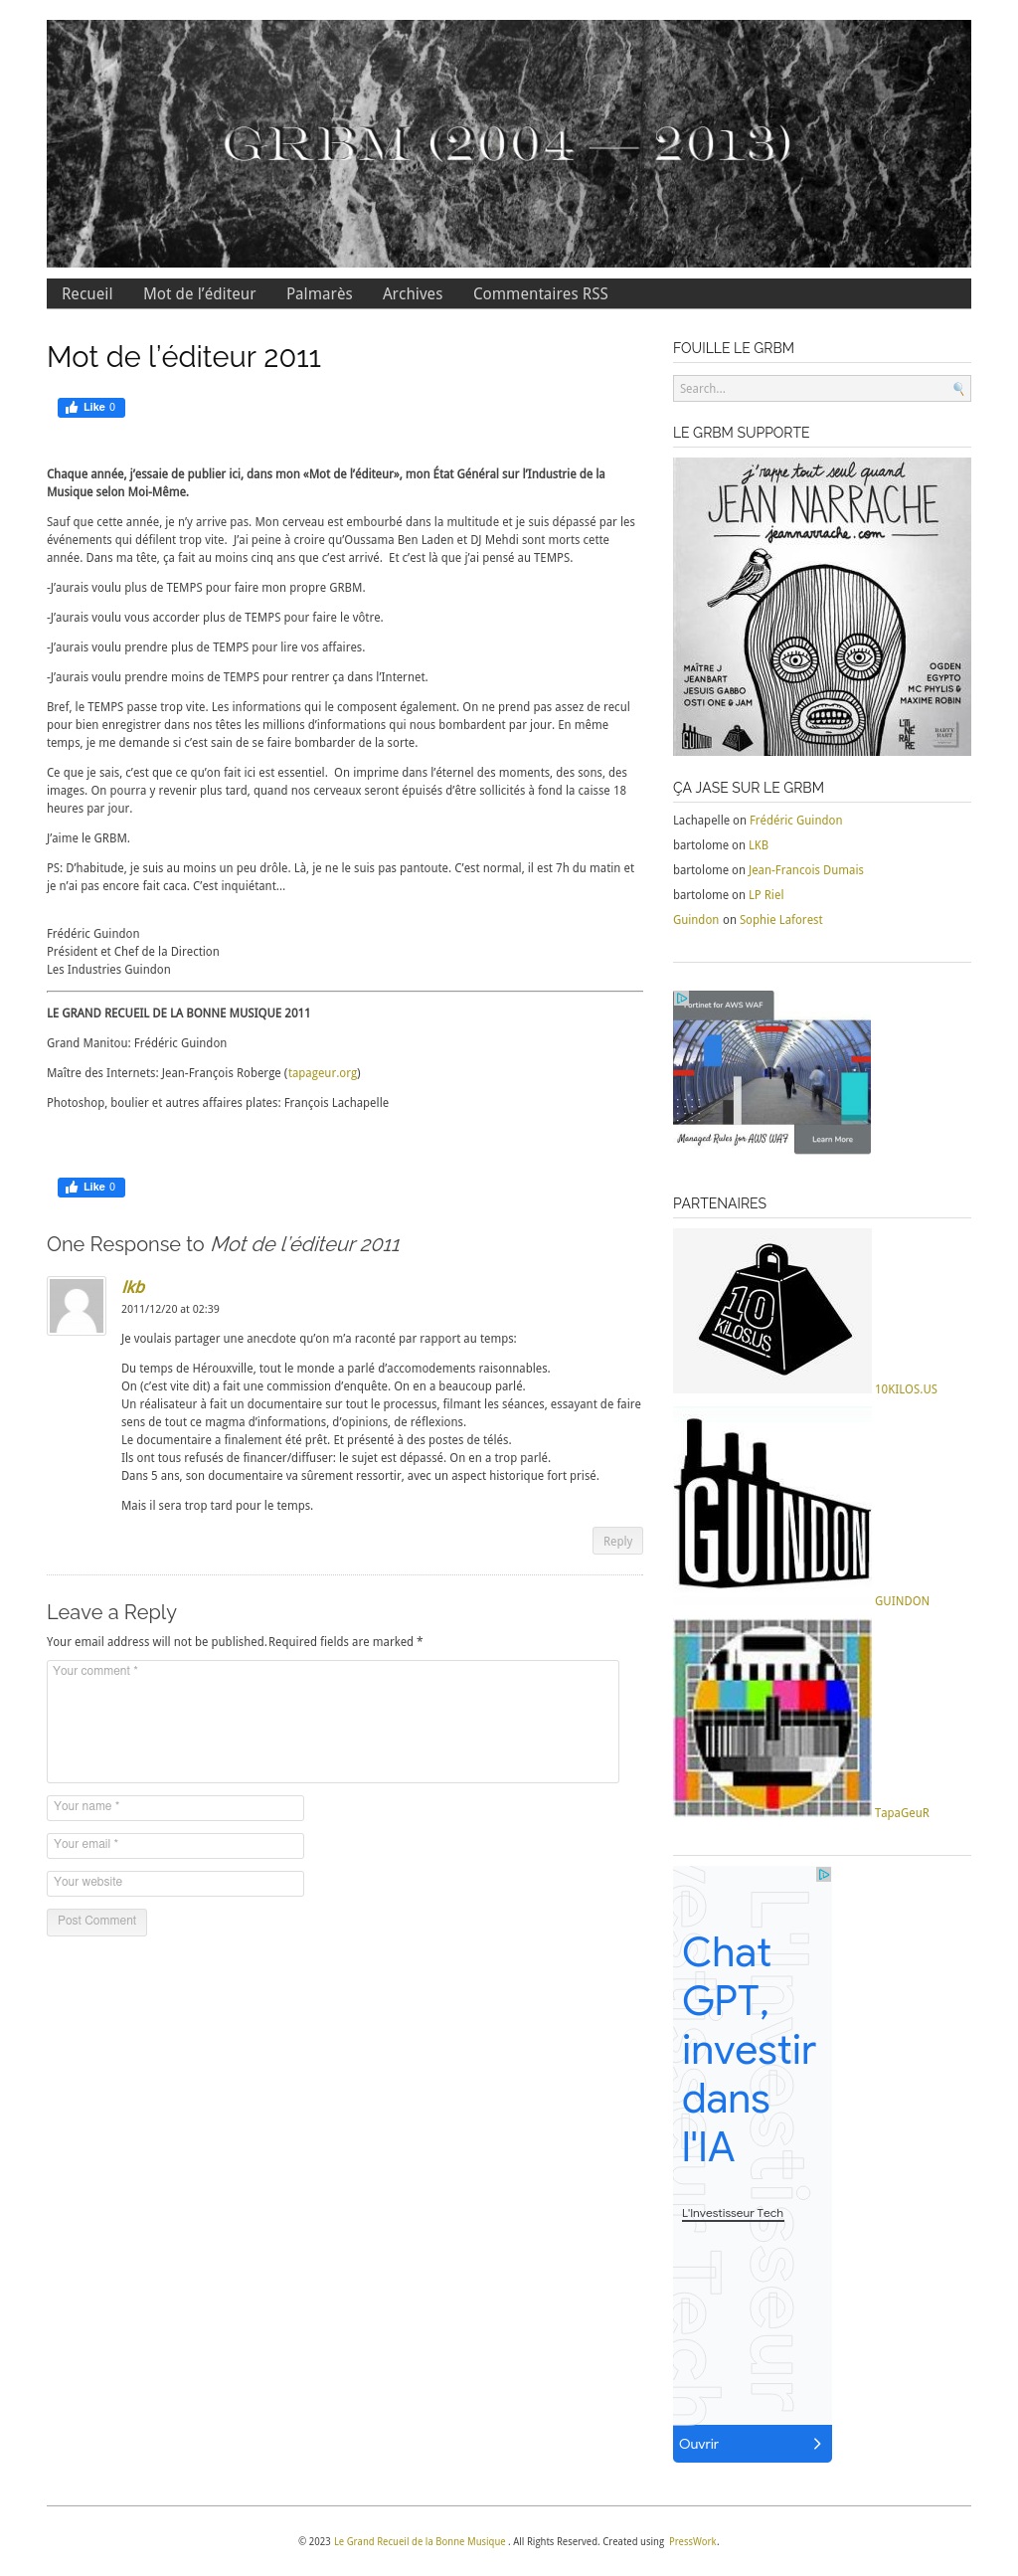 GRBM (2004 — 2013)
Recueil Mot de l’éditeur Palmarès Archives Commentaires RSS
Mot de l’éditeur 2011
Like 0
Chaque année, j’essaie de publier ici, dans mon «Mot de l’éditeur», mon État Général sur l’Industrie de la
Musique selon Moi-Même.
Sauf que cette année, je n’y arrive pas. Mon cerveau est embourbé dans la multitude et je suis dépassé par les
événements qui défilent trop vite.  J’ai peine à croire qu’Oussama Ben Laden et DJ Mehdi sont morts cette
année. Dans ma tête, ça fait au moins cinq ans que c’est arrivé.  Et c’est là que j’ai pensé au TEMPS.
-J’aurais voulu plus de TEMPS pour faire mon propre GRBM.
-J’aurais voulu vous accorder plus de TEMPS pour faire le vôtre.
-J’aurais voulu prendre plus de TEMPS pour lire vos affaires.
-J’aurais voulu prendre moins de TEMPS pour rentrer ça dans l’Internet.
Bref, le TEMPS passe trop vite. Les informations qui le composent également. On ne prend pas assez de recul
pour bien enregistrer dans nos têtes les millions d’informations qui nous bombardent par jour. En même
temps, je me demande si c’est sain de se faire bombarder de la sorte.
Ce que je sais, c’est que ce qu’on fait ici est essentiel.  On imprime dans l’éternel des moments, des sons, des
images. On pourra y revenir plus tard, quand nos cerveaux seront épuisés d’être sollicités à fond la caisse 18
heures par jour.
J’aime le GRBM.
PS: D’habitude, je suis au moins un peu drôle. Là, je ne le suis pas pantoute. C’est normal, il est 7h du matin et
je n’ai pas encore fait caca. C’est inquiétant…
Frédéric Guindon
Président et Chef de la Direction
Les Industries Guindon
LE GRAND RECUEIL DE LA BONNE MUSIQUE 2011
Grand Manitou: Frédéric Guindon
Maître des Internets: Jean-François Roberge (tapageur.org)
Photoshop, boulier et autres affaires plates: François Lachapelle
Like 0
One Response to Mot de l’éditeur 2011
lkb
2011/12/20 at 02:39
Je voulais partager une anecdote qu’on m’a raconté par rapport au temps:
Du temps de Hérouxville, tout le monde a parlé d’accomodements raisonnables.
On (c’est vite dit) a fait une commission d’enquête. On en a beaucoup parlé.
Un réalisateur à fait un documentaire sur tout le processus, filmant les séances, essayant de faire
sens de tout ce magma d’informations, d’opinions, de réflexions.
Le documentaire a finalement été prêt. Et présenté à des postes de télés.
Ils ont tous refusés de financer/diffuser: le sujet est dépassé. On en a trop parlé.
Dans 5 ans, son documentaire va sûrement ressortir, avec un aspect historique fort prisé.
Mais il sera trop tard pour le temps.
Reply
Leave a Reply
Your email address will not be published.Required fields are marked *
Your comment *
Your name *
Your email *
Your website
Post Comment
FOUILLE LE GRBM
Search...
LE GRBM SUPPORTE
j'rappe tout seul quand
JEAN NARRACHE
jeannarrache.com
MAÎTRE J
JEANBART
JESUIS GABBO
OSTI ONE & JAM
OGDEN
EGYPTO
MC PHYLIS &
MAXIME ROBIN
GUINDON
BARTY
HART
ÇA JASE SUR LE GRBM
Lachapelle on Frédéric Guindon
bartolome on LKB
bartolome on Jean-Francois Dumais
bartolome on LP Riel
Guindon on Sophie Laforest
Fortinet for AWS WAF
Managed Rules for AWS WAF
Learn More
PARTENAIRES
10
KILOS.US
10KILOS.US
GUINDON
GUINDON
TapaGeuR
L'Investisseur Tech
Chat
GPT,
investir
dans
l'IA
L'Investisseur Tech
Ouvrir
© 2023 Le Grand Recueil de la Bonne Musique . All Rights Reserved. Created using PressWork.